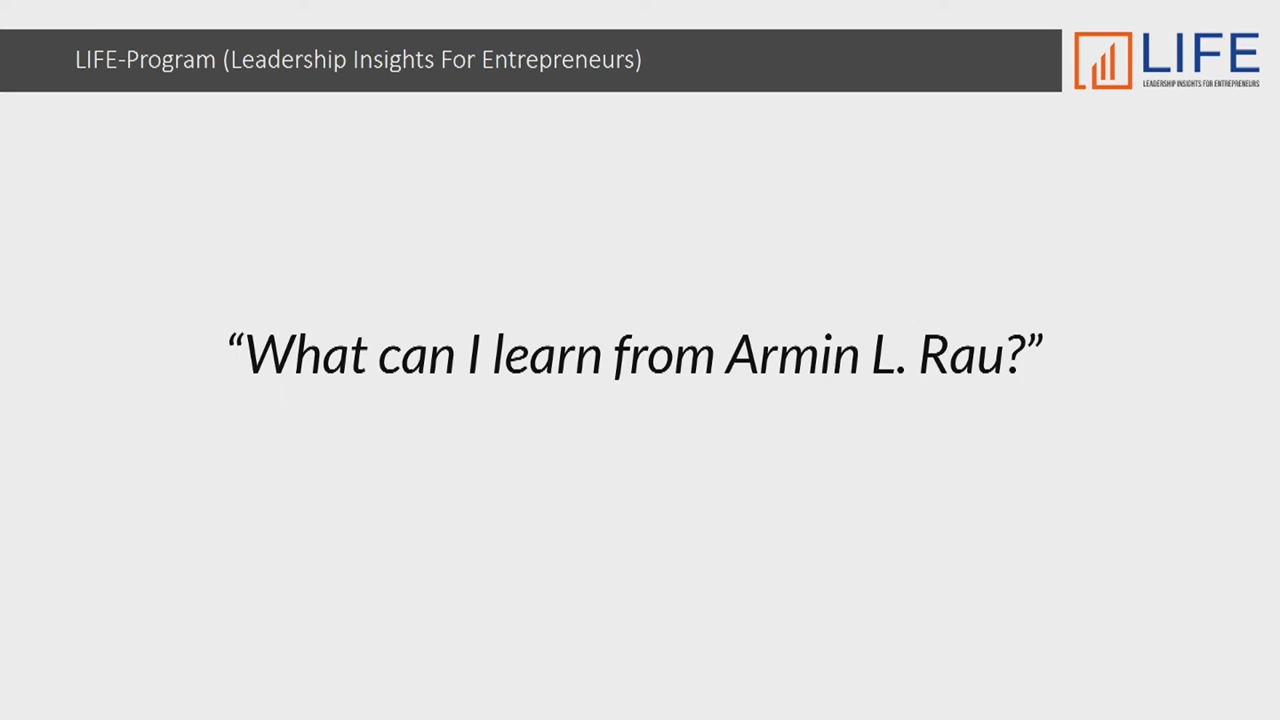 LIFE-Program (Leadership Insights For Entrepreneurs)
LIFE
LEADERSHIP INSIGHTS FOR ENTREPRENEURS
“What can I learn from Armin L. Rau?”